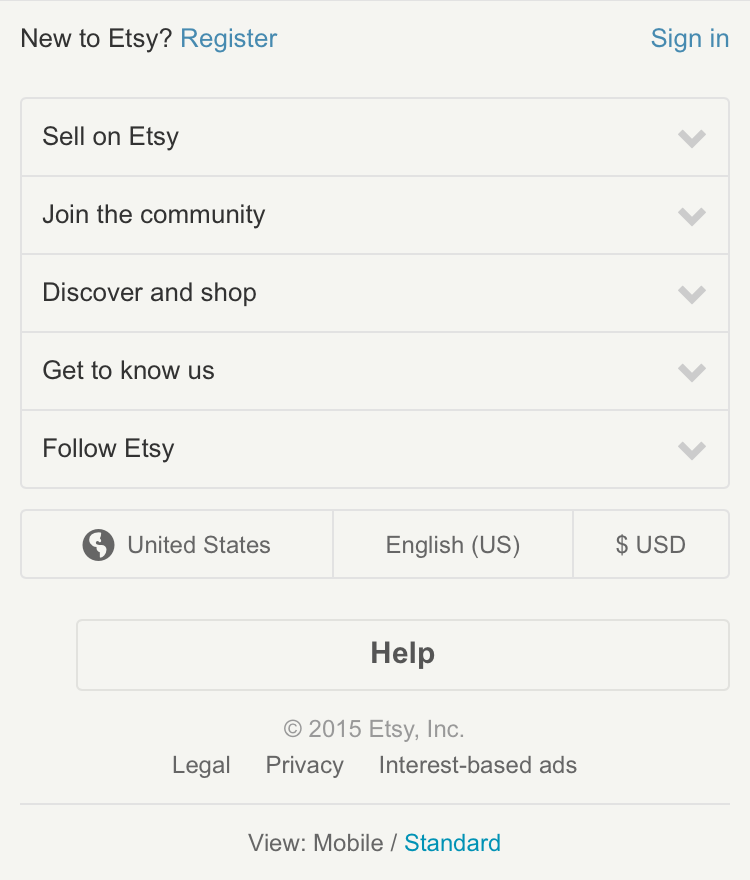 New to Etsy? Register Sign in
Sell on Etsy
Join the community
Discover and shop
Get to know us
Follow Etsy
United States English (US) $ USD
Help
© 2015 Etsy, Inc.
Legal Privacy Interest-based ads
View: Mobile / Standard